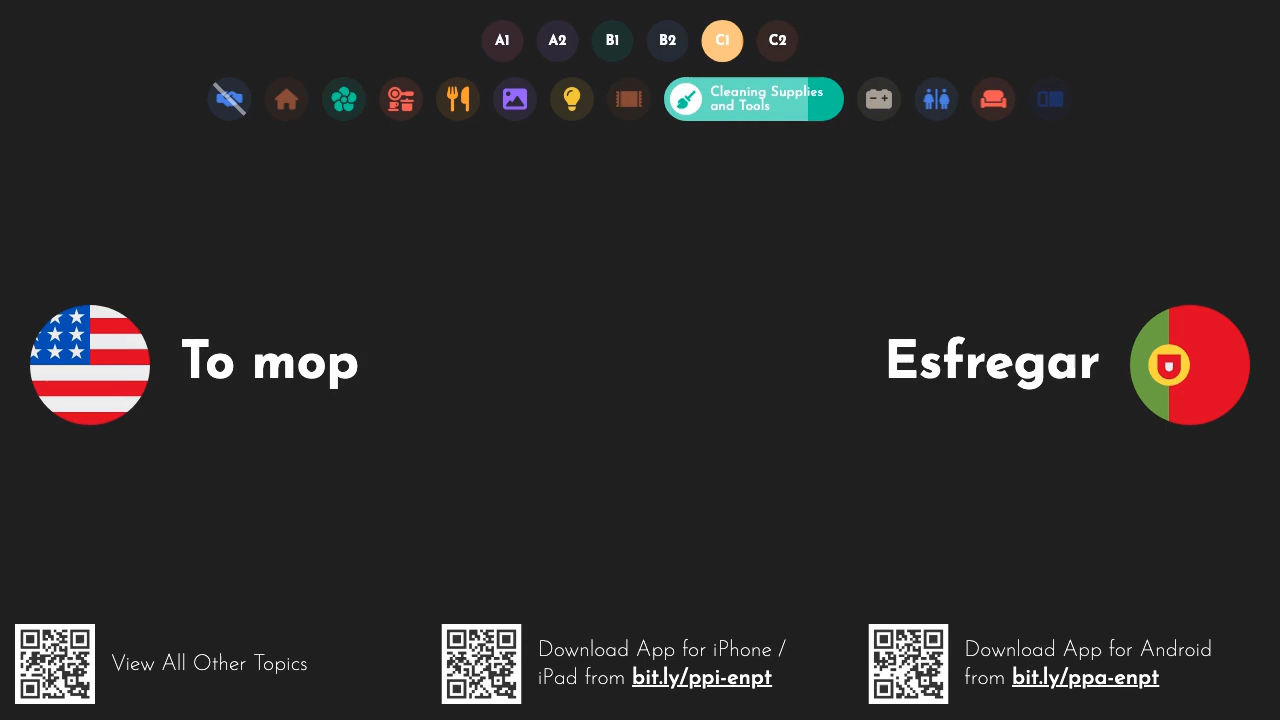 A1 A2 B1 B2 C1 C2
Cleaning Supplies
and Tools
To mop
Esfregar
View All Other Topics
Download App for iPhone /
iPad from bit.ly/ppi-enpt
Download App for Android
from bit.ly/ppa-enpt